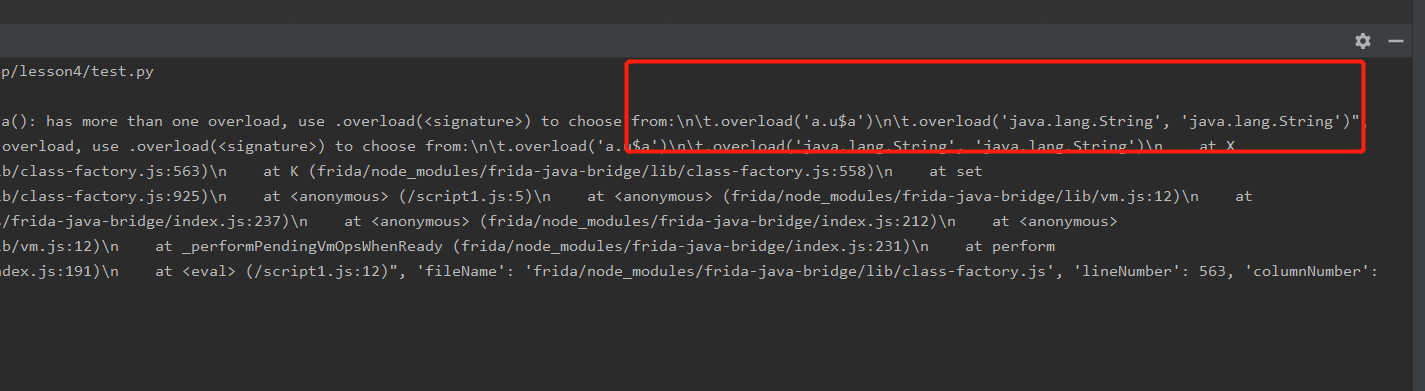 p/lesson4/test.py
a(): has more than one overload, use .overload(<signature>) to choose from:\n\t.overload('a.u$a')\n\t.overload('java.lang.String', 'java.lang.String')",
overload, use .overload(<signature>) to choose from:\n\t.overload('a.u$a')\n\t.overload('java.lang.String', 'java.lang.String')\n    at X
b/class-factory.js:563)\n    at K (frida/node_modules/frida-java-bridge/lib/class-factory.js:558)\n    at set
b/class-factory.js:925)\n    at <anonymous> (/script1.js:5)\n    at <anonymous> (frida/node_modules/frida-java-bridge/lib/vm.js:12)\n    at
s/frida-java-bridge/index.js:237)\n    at <anonymous> (frida/node_modules/frida-java-bridge/index.js:212)\n    at <anonymous>
b/vm.js:12)\n    at _performPendingVmOpsWhenReady (frida/node_modules/frida-java-bridge/index.js:231)\n    at perform
ndex.js:191)\n    at <eval> (/script1.js:12)", 'fileName': 'frida/node_modules/frida-java-bridge/lib/class-factory.js', 'lineNumber': 563, 'columnNumber':